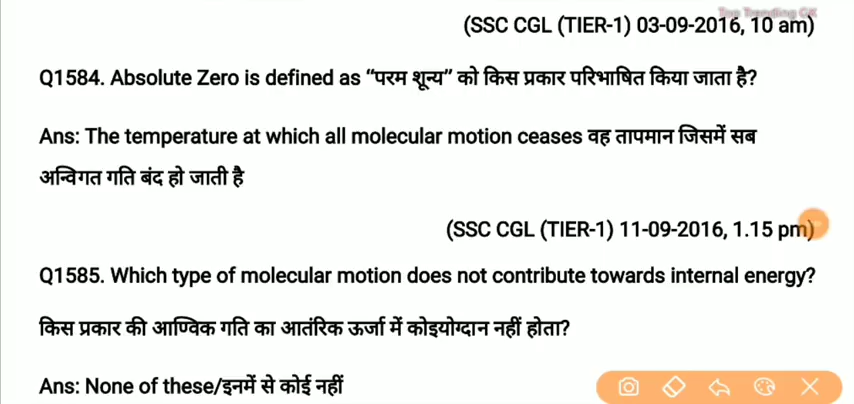 Top Trending GK
(SSC CGL (TIER-1) 03-09-2016, 10 am)
Q1584. Absolute Zero is defined as “परम शून्य” को किस प्रकार परिभाषित किया जाता है?
Ans: The temperature at which all molecular motion ceases वह तापमान जिसमें सब
अन्विगत गति बंद हो जाती है
(SSC CGL (TIER-1) 11-09-2016, 1.15 pm)
Q1585. Which type of molecular motion does not contribute towards internal energy?
किस प्रकार की आण्विक गति का आतंरिक ऊर्जा में कोइयोग्दान नहीं होता?
Ans: None of these/इनमें से कोई नहीं